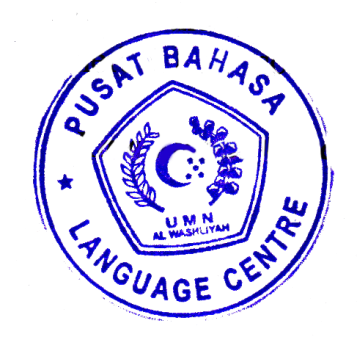 PUSAT BAHASA
UMN
AL WASHLIYAH
LANGUAGE CENTRE